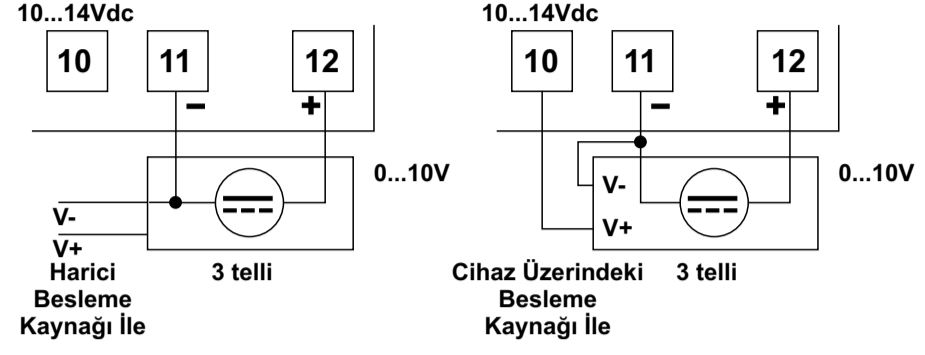 10...14Vdc
10
11
12
–
+
0...10V
V-
V+
Harici
Besleme
Kaynağı İle
3 telli
10...14Vdc
10
11
12
–
+
0...10V
V-
V+
Cihaz Üzerindeki
Besleme
Kaynağı İle
3 telli